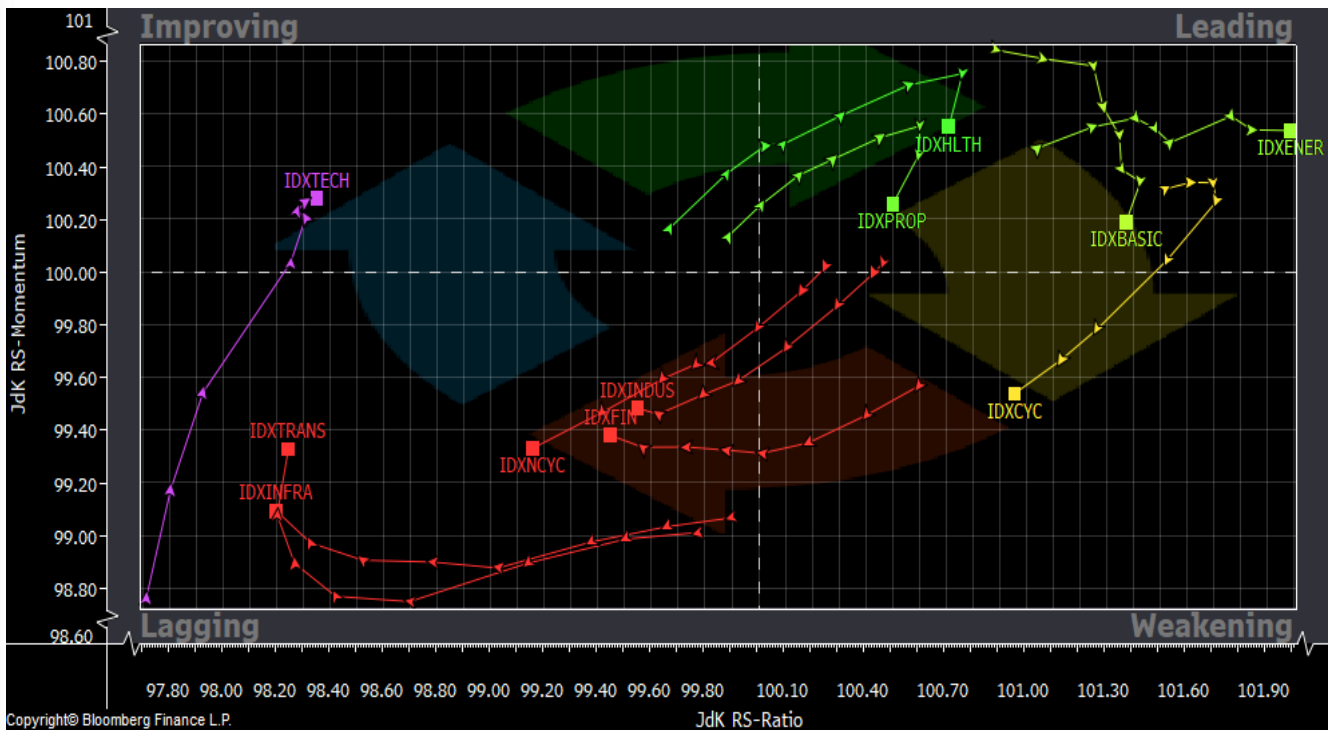 101
Improving
Leading
100.80
100.60
100.40
100.20
100.00
99.80
99.60
99.40
99.20
99.00
98.80
98.60
JdK RS-Momentum
IDXTECH
IDXHLTH
IDXENER
IDXPROP
IDXBASIC
IDXINDUS
IDXFIN
IDXCYC
IDXTRANS
IDXNCYC
IDXINFRA
Lagging
Weakening
97.80 98.00 98.20 98.40 98.60 98.80 99.00 99.20 99.40 99.60 99.80 100.10 100.40 100.70 101.00 101.30 101.60 101.90
Copyright© Bloomberg Finance L.P.
JdK RS-Ratio